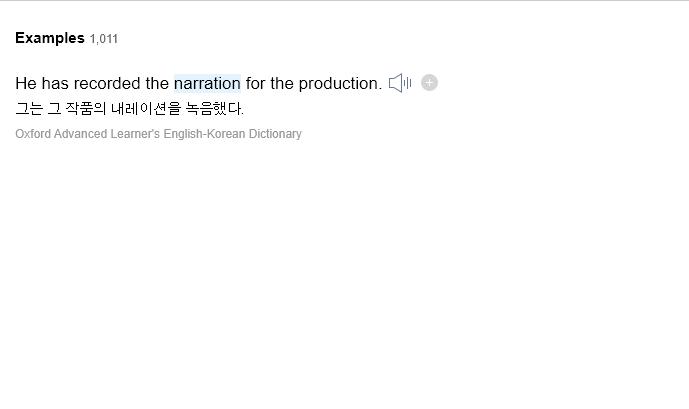 Examples 1,011
He has recorded the narration for the production.
그는 그 작품의 내레이션을 녹음했다.
Oxford Advanced Learner's English-Korean Dictionary